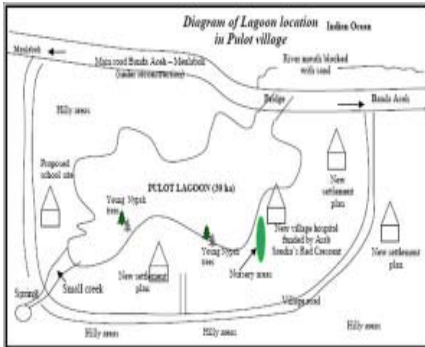 Diagram of Lagoon location
in Pulot village
Indian Ocean
Meulaboh
Main road Banda Aceh – Meulaboh
(under reconstruction)
River mouth blocked
with sand
Bridge
Banda Aceh
Hilly areas
Proposed
school site
PULOT LAGOON (30 ha)
New
settlement
plan
Young Nypah
trees
Young Nypah
trees
New village hospital
funded by Arab
Saudia's Red Crescent
New
settlement
plan
New settlement
plan
Nursery areas
Small creek
Spring
Village road
Hilly areas
Hilly areas
Hilly areas